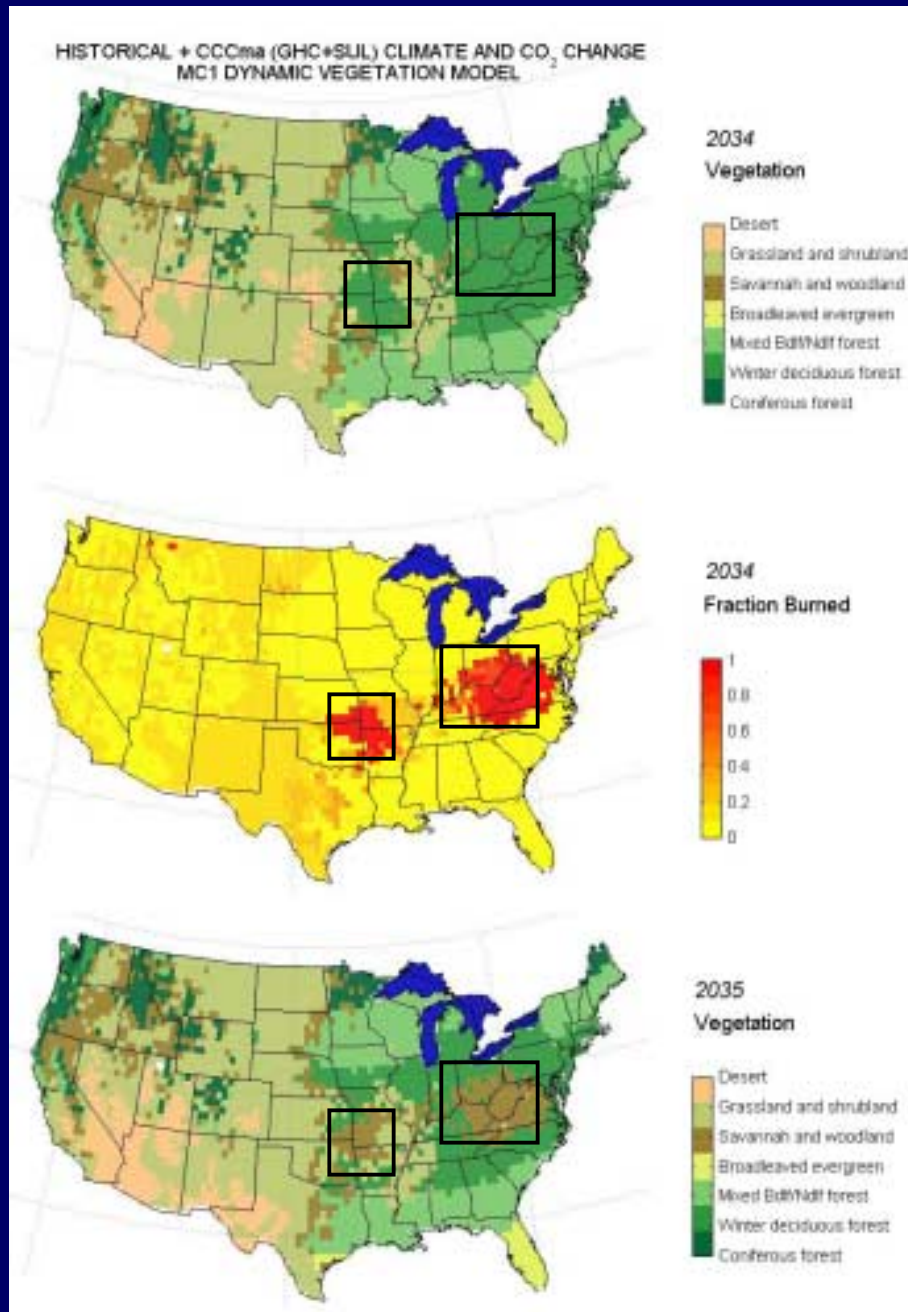 HISTORICAL + CCCma (GHC+SUL) CLIMATE AND CO2 CHANGE
MC1 DYNAMIC VEGETATION MODEL
2034
Vegetation
Desert
Grassland and shrubland
Savannah and woodland
Broadleaved evergreen
Mixed Bdlf/Ndlf forest
Winter deciduous forest
Coniferous forest
2034
Fraction Burned
1
0.8
0.6
0.4
0.2
0
2035
Vegetation
Desert
Grassland and shrubland
Savannah and woodland
Broadleaved evergreen
Mixed Bdlf/Ndlf forest
Winter deciduous forest
Coniferous forest